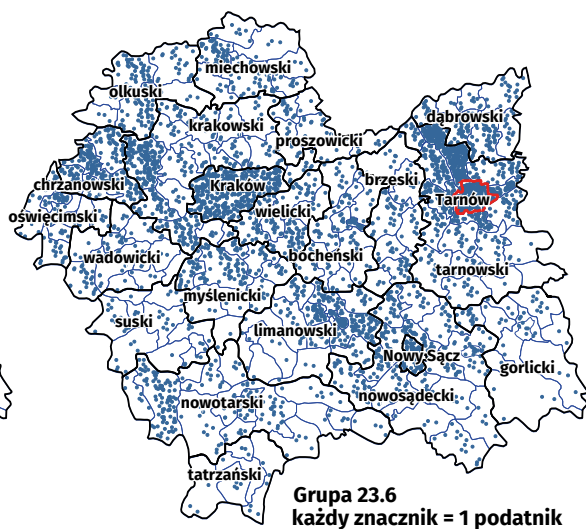 miechowski
olkuski
dąbrowski
krakowski
proszowicki
brzeski
chrzanowski
Kraków
Tarnów
oświęcimski
wielicki
wadowicki
bocheński
tarnowski
myślenicki
suski
limanowski
Nowy Sącz
gorlicki
nowotarski
nowosądecki
tatrzański
Grupa 23.6
każdy znacznik = 1 podatnik